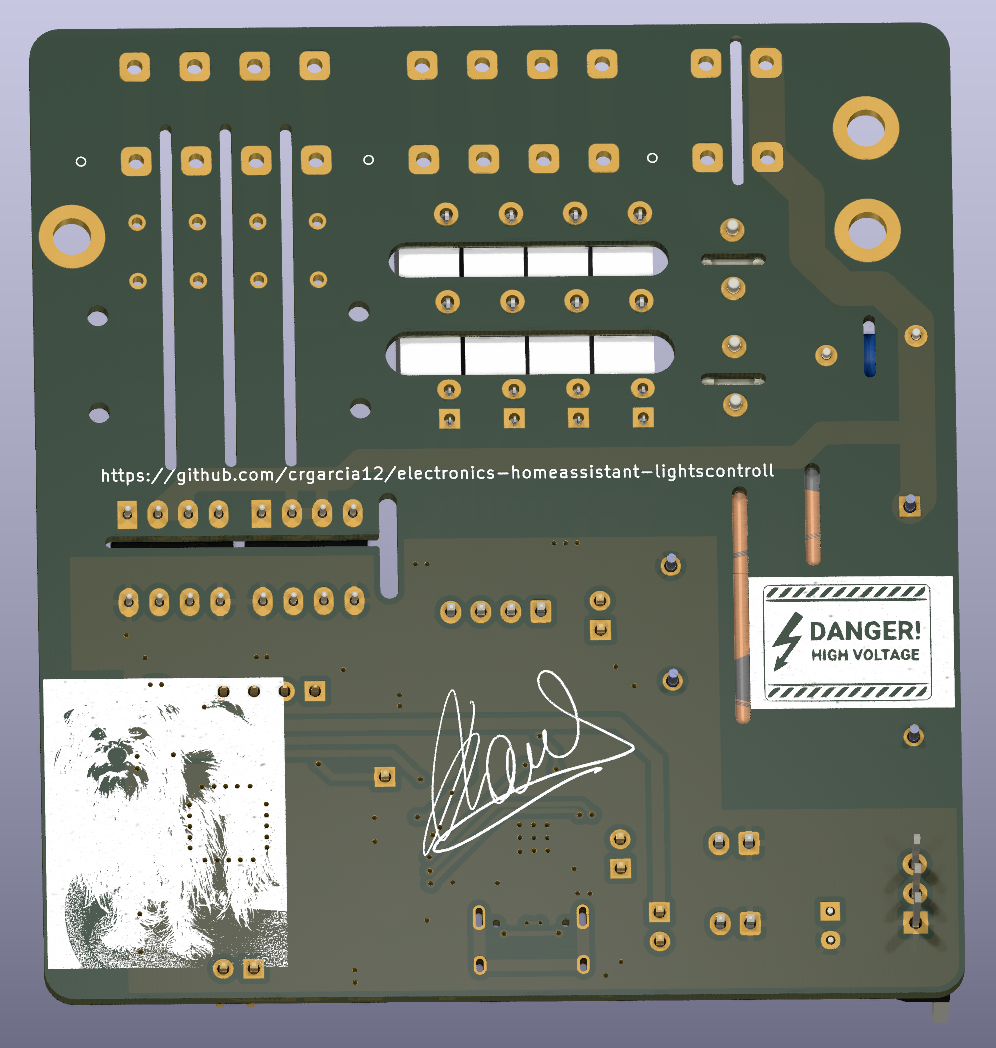 https://github.com/crgarcia12/electronics-homeassistant-lightscontroll
DANGER!
HIGH VOLTAGE